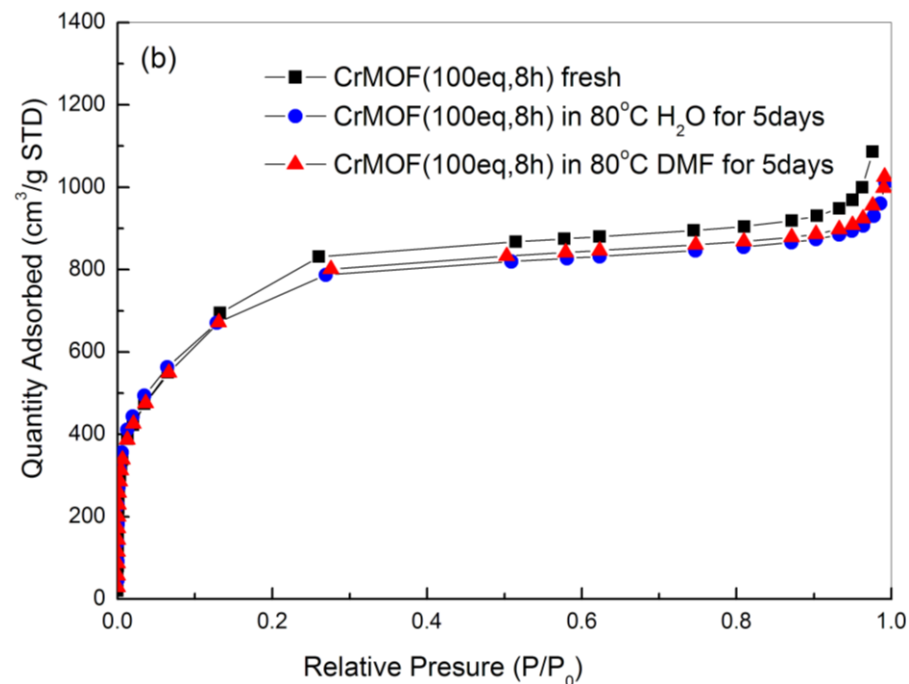 (b)
CrMOF(100eq,8h) fresh
CrMOF(100eq,8h) in 80°C H₂O for 5days
CrMOF(100eq,8h) in 80°C DMF for 5days
Quantity Adsorbed (cm³/g STD)
1400
1200
1000
800
600
400
200
0
0.0 0.2 0.4 0.6 0.8 1.0
Relative Presure (P/P₀)